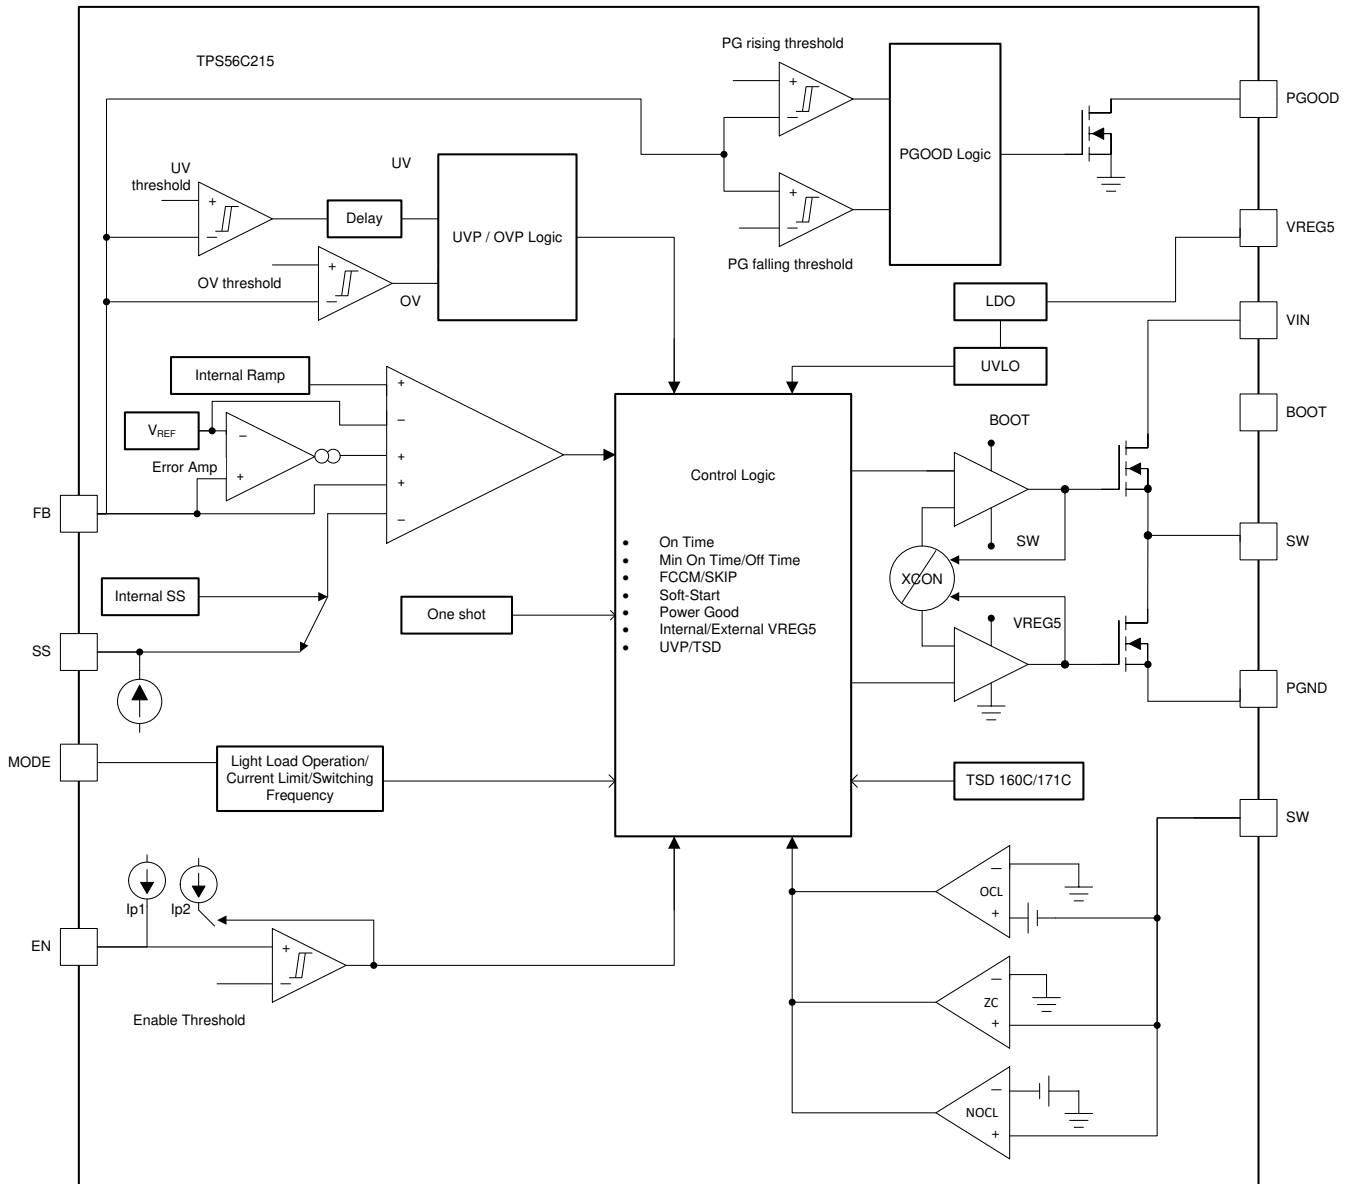 TPS56C215
PG rising threshold
+
−
PGOOD Logic
PGOOD
UV
threshold
+
−
Delay
UV
UVP / OVP Logic
+
−
PG falling threshold
VREG5
OV threshold
+
−
OV
LDO
UVLO
VIN
Internal Ramp
VREF
Error Amp
−
+
+
−
+
+
−
BOOT
BOOT
Control Logic
• On Time
• Min On Time/Off Time
• FCCM/SKIP
• Soft-Start
• Power Good
• Internal/External VREG5
• UVP/TSD
FB
SW
SW
XCON
VREG5
Internal SS
One shot
SS
PGND
MODE
Light Load Operation/
Current Limit/Switching
Frequency
TSD 160C/171C
SW
Ip1
Ip2
EN
+
−
Enable Threshold
−
OCL
+
−
ZC
+
−
NOCL
+